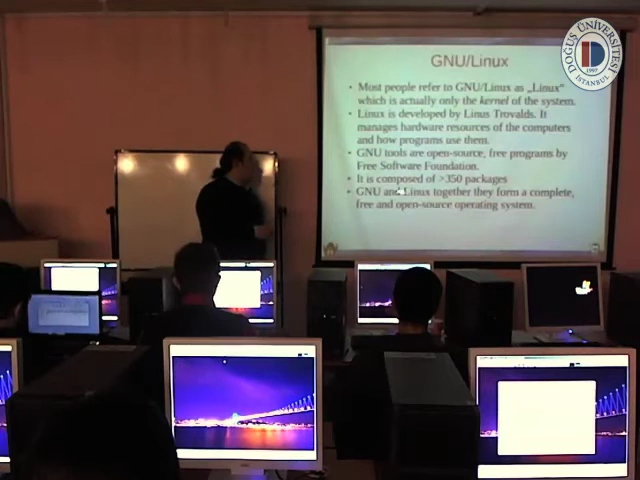 DOĞUŞ ÜNİVERSİTESİ
1997
İSTANBUL
GNU/Linux
• Most people refer to GNU/Linux as „Linux“
which is actually only the kernel of the system.
• Linux is developed by Linus Trovalds. It
manages hardware resources of the computers
and how programs use them.
• GNU tools are open-source, free programs by
Free Software Foundation.
• It is composed of >350 packages
• GNU and Linux together they form a complete,
free and open-source operating system.